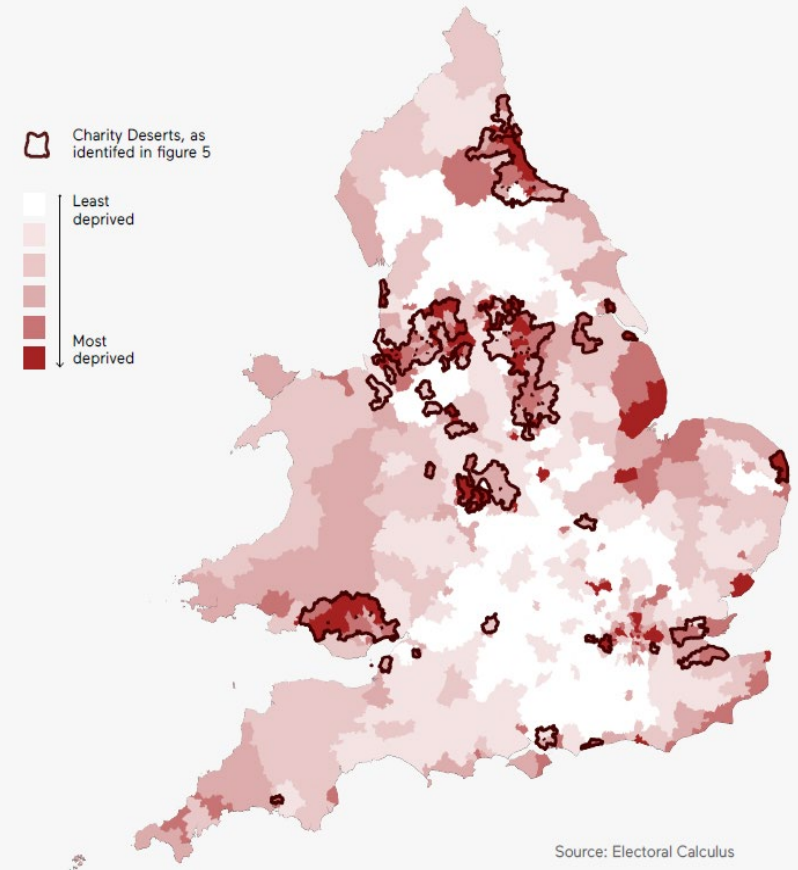 Charity Deserts, as
identifed in figure 5
Least
deprived
Most
deprived
Source: Electoral Calculus